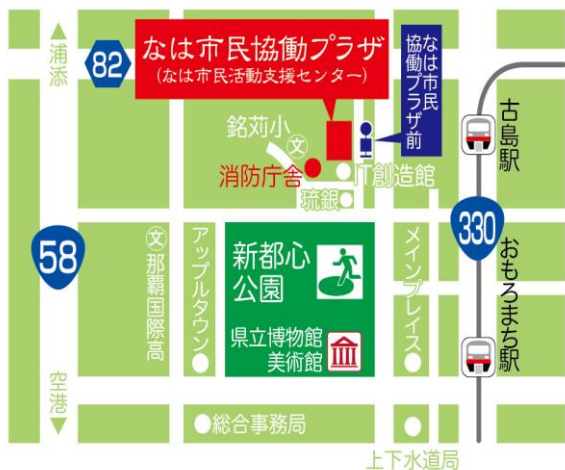 ▲浦添
82
なは市民協働プラザ
(なは市民活動支援センター)
なは市民
協働プラザ前
古島駅
銘苅小
文
消防庁舎
IT創造館
琉銀
58
文
那覇国際高
アップルタウン
新都心
公園
県立博物館
美術館
メインプレイス
330
おもろまち駅
空港▼
総合事務局
上下水道局